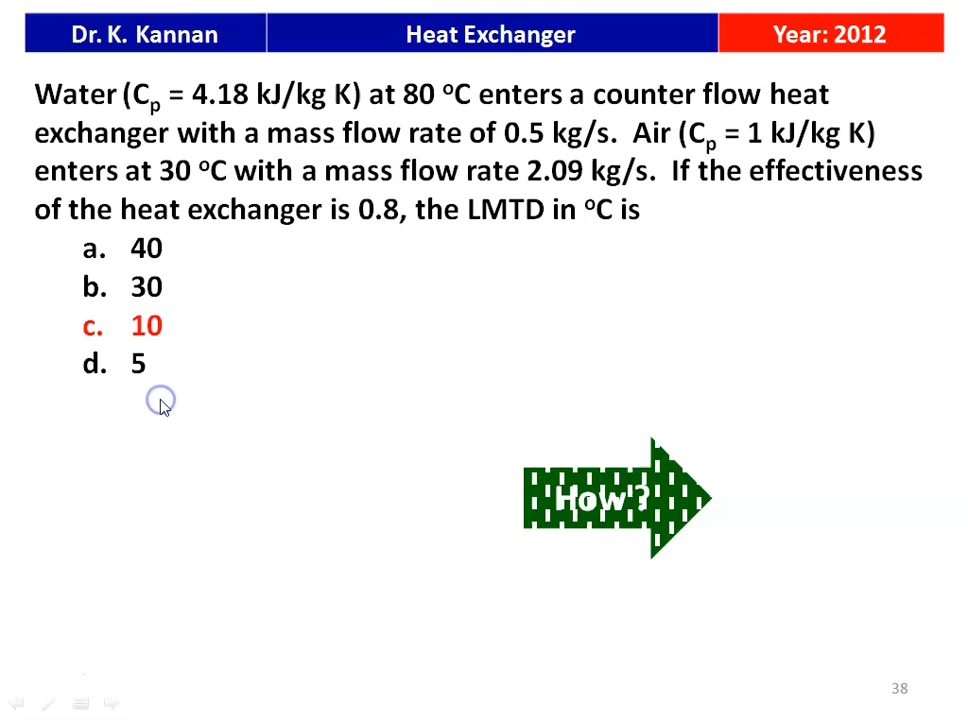 Dr. K. Kannan Heat Exchanger Year: 2012
Water (Cp = 4.18 kJ/kg K) at 80 ºC enters a counter flow heat
exchanger with a mass flow rate of 0.5 kg/s. Air (Cp = 1 kJ/kg K)
enters at 30 ºC with a mass flow rate 2.09 kg/s. If the effectiveness
of the heat exchanger is 0.8, the LMTD in ºC is
a. 40
b. 30
c. 10
d. 5
How ?
38